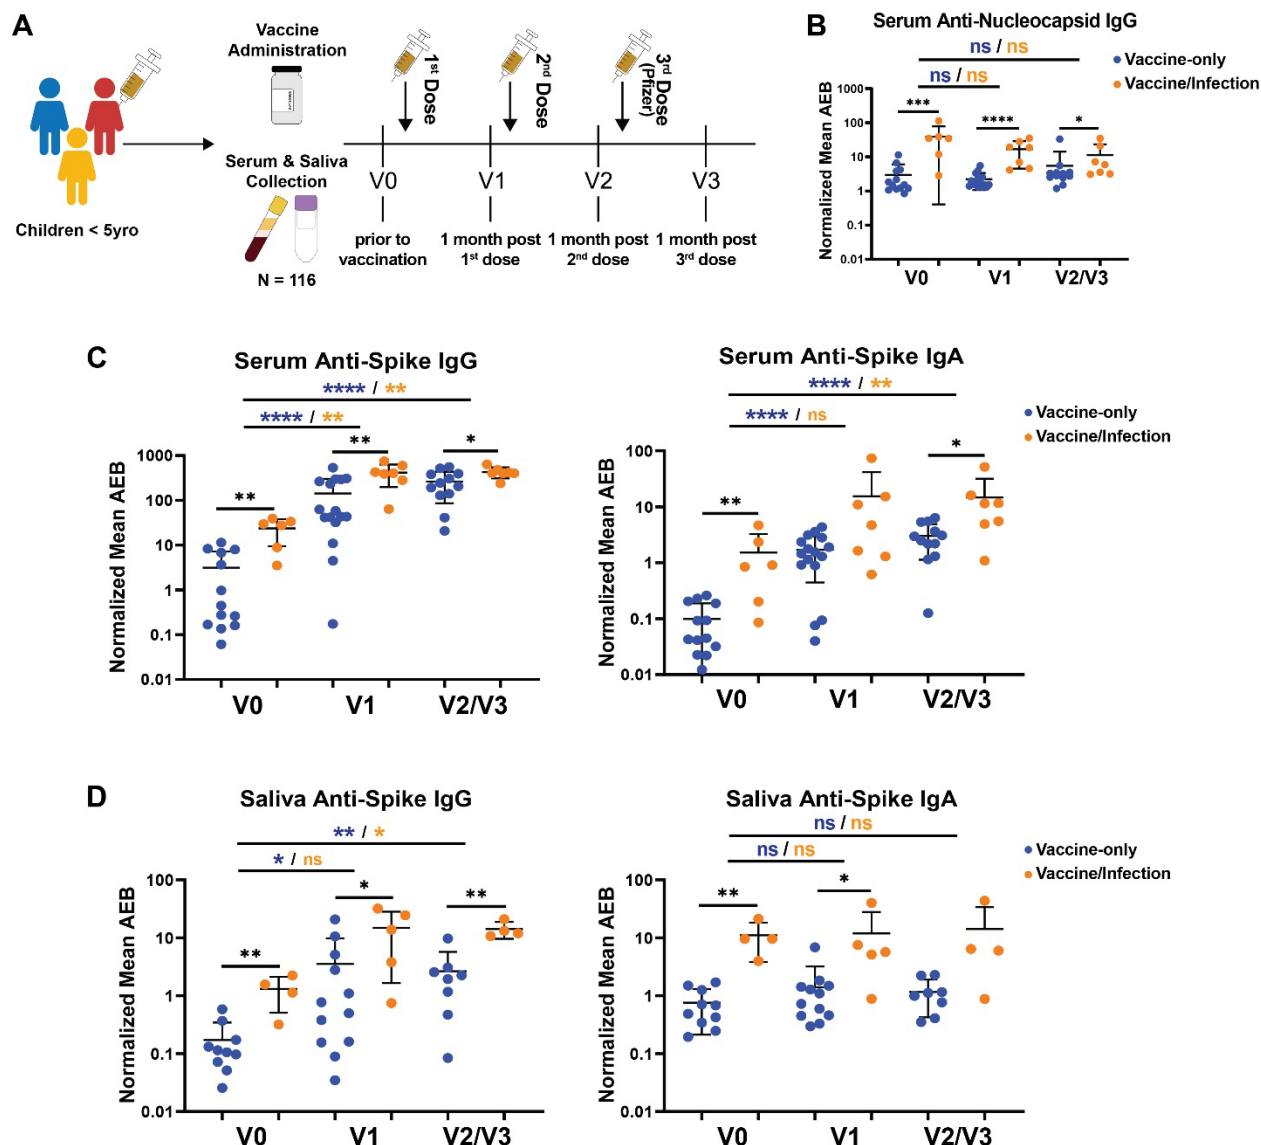 A
Vaccine
Administration
Children < 5yro
Serum & Saliva
Collection
N = 116
1st Dose
2nd Dose
3rd Dose
(Pfizer)
V0
V1
V2
V3
prior to
vaccination
1 month post
1st dose
1 month post
2nd dose
1 month post
3rd dose
B
Serum Anti-Nucleocapsid IgG
ns / ns
ns / ns
Vaccine-only
Vaccine/Infection
Normalized Mean AEB
1000
100
10
1
0.1
0.01
***
****
*
V0
V1
V2/V3
C
Serum Anti-Spike IgG
**** / **
**** / **
Normalized Mean AEB
1000
100
10
1
0.1
0.01
**
**
*
V0
V1
V2/V3
Serum Anti-Spike IgA
**** / **
**** / ns
Vaccine-only
Vaccine/Infection
Normalized Mean AEB
100
10
1
0.1
0.01
**
*
V0
V1
V2/V3
D
Saliva Anti-Spike IgG
** / *
* / ns
Normalized Mean AEB
100
10
1
0.1
0.01
**
*
**
V0
V1
V2/V3
Saliva Anti-Spike IgA
ns / ns
ns / ns
Vaccine-only
Vaccine/Infection
Normalized Mean AEB
100
10
1
0.1
0.01
**
*
V0
V1
V2/V3